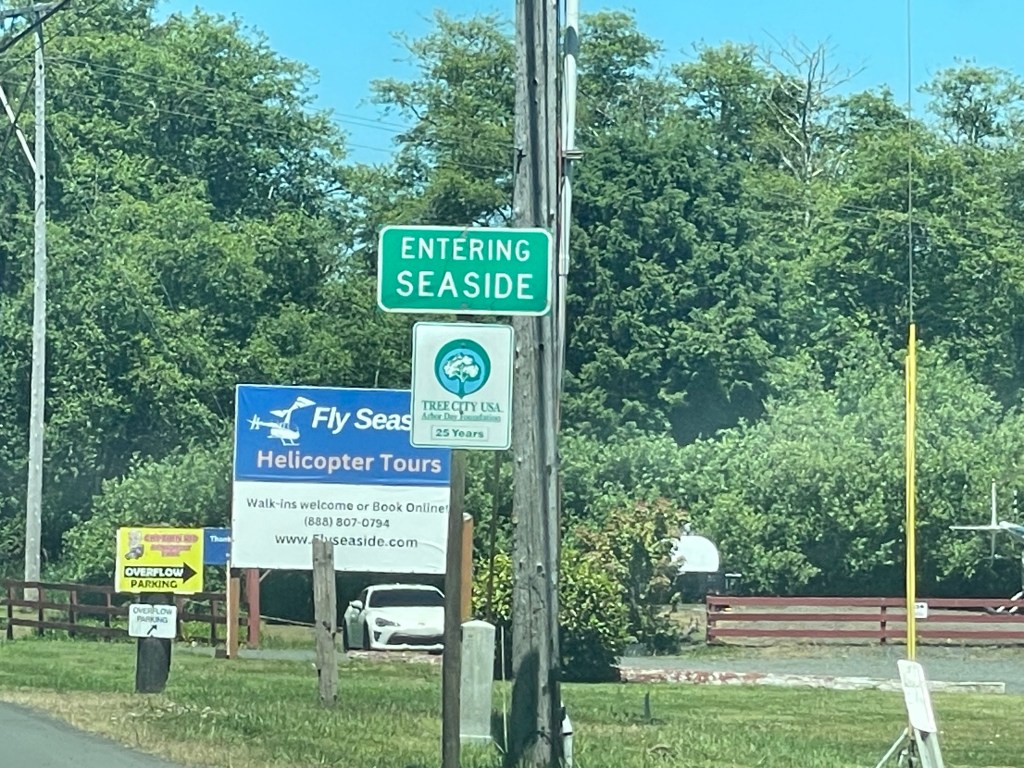 ENTERING
SEASIDE
TREE CITY USA
Arbor Day Foundation
25 Years
Fly Seas
Helicopter Tours
Walk-ins welcome or Book Online!
(888) 807-0794
www.flyseaside.com
Thank
OVERFLOW
PARKING
OVERFLOW
PARKING